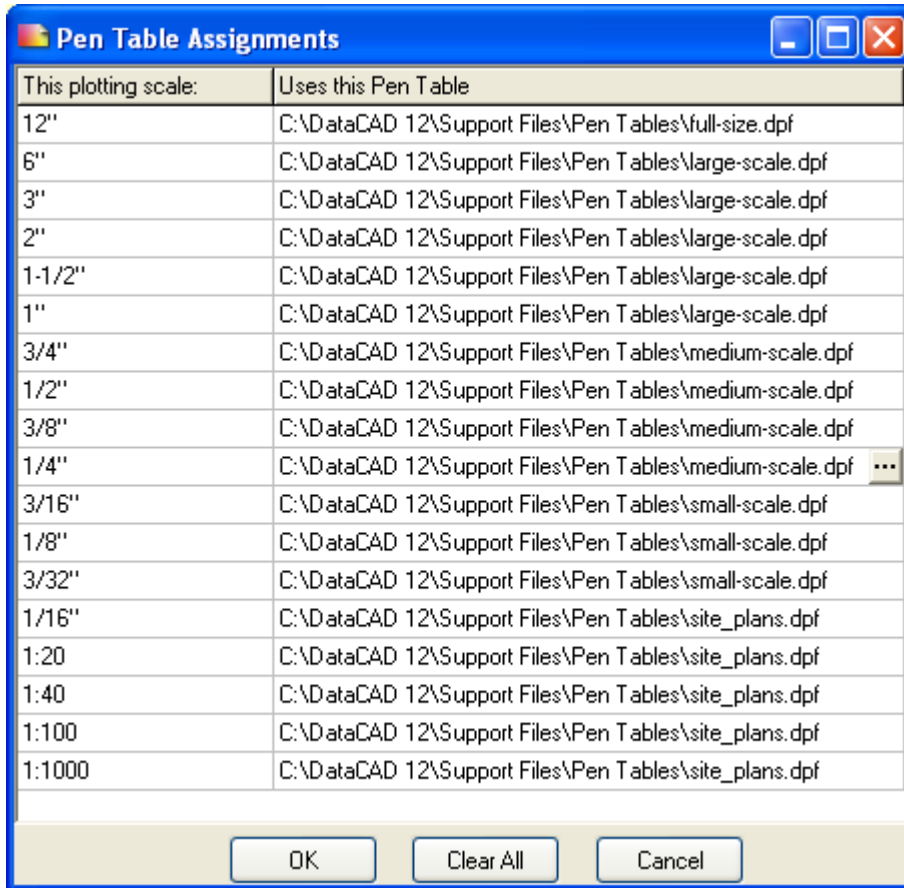 Pen Table Assignments
This plotting scale: Uses this Pen Table
12" C:\DataCAD 12\Support Files\Pen Tables\full-size.dpf
6" C:\DataCAD 12\Support Files\Pen Tables\large-scale.dpf
3" C:\DataCAD 12\Support Files\Pen Tables\large-scale.dpf
2" C:\DataCAD 12\Support Files\Pen Tables\large-scale.dpf
1-1/2" C:\DataCAD 12\Support Files\Pen Tables\large-scale.dpf
1" C:\DataCAD 12\Support Files\Pen Tables\large-scale.dpf
3/4" C:\DataCAD 12\Support Files\Pen Tables\medium-scale.dpf
1/2" C:\DataCAD 12\Support Files\Pen Tables\medium-scale.dpf
3/8" C:\DataCAD 12\Support Files\Pen Tables\medium-scale.dpf
1/4" C:\DataCAD 12\Support Files\Pen Tables\medium-scale.dpf ...
3/16" C:\DataCAD 12\Support Files\Pen Tables\small-scale.dpf
1/8" C:\DataCAD 12\Support Files\Pen Tables\small-scale.dpf
3/32" C:\DataCAD 12\Support Files\Pen Tables\small-scale.dpf
1/16" C:\DataCAD 12\Support Files\Pen Tables\site_plans.dpf
1:20 C:\DataCAD 12\Support Files\Pen Tables\site_plans.dpf
1:40 C:\DataCAD 12\Support Files\Pen Tables\site_plans.dpf
1:100 C:\DataCAD 12\Support Files\Pen Tables\site_plans.dpf
1:1000 C:\DataCAD 12\Support Files\Pen Tables\site_plans.dpf
OK Clear All Cancel